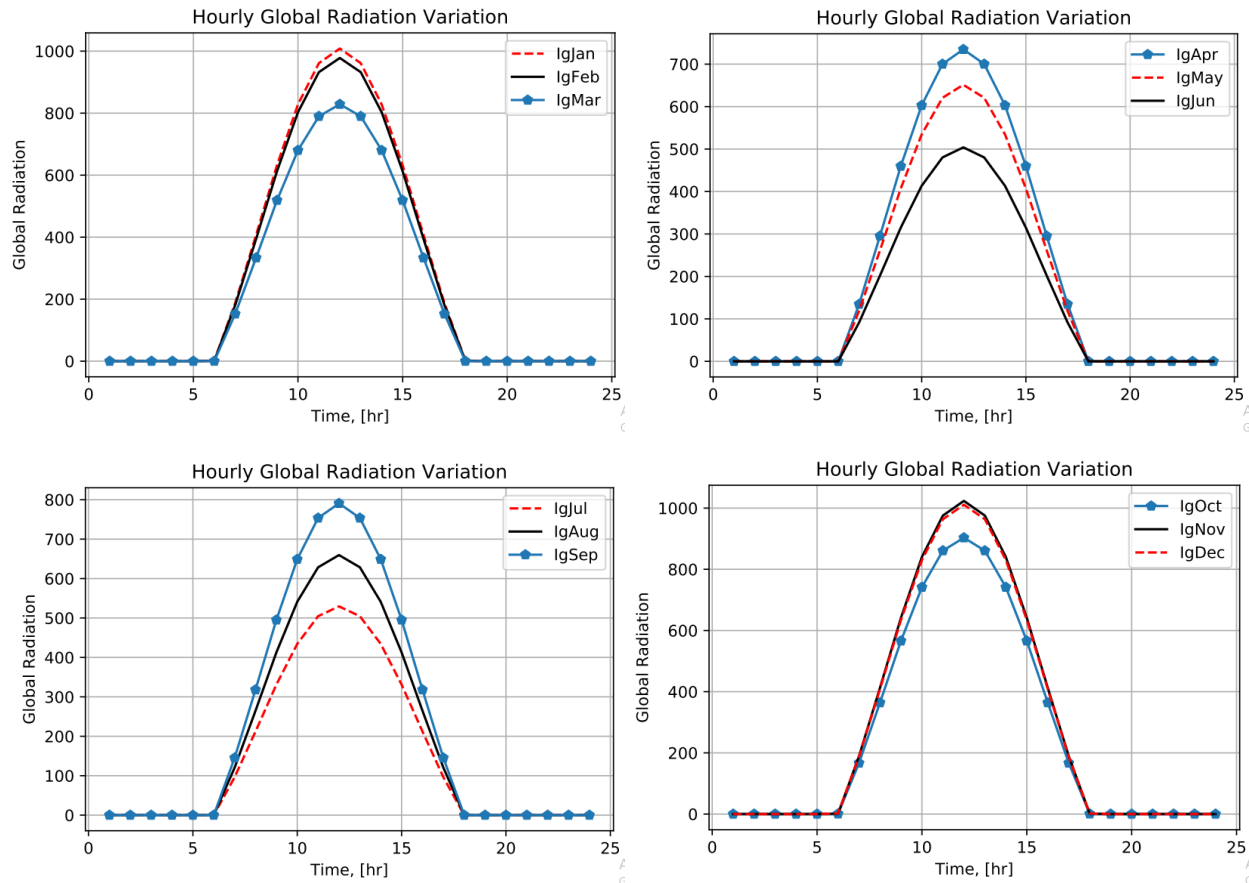 Hourly Global Radiation Variation
IgJan
IgFeb
IgMar
Global Radiation
1000
800
600
400
200
0
0 5 10 15 20 25
Time, [hr]
Hourly Global Radiation Variation
IgApr
IgMay
IgJun
Global Radiation
700
600
500
400
300
200
100
0
0 5 10 15 20 25
Time, [hr]
Hourly Global Radiation Variation
IgJul
IgAug
IgSep
Global Radiation
800
700
600
500
400
300
200
100
0
0 5 10 15 20 25
Time, [hr]
Hourly Global Radiation Variation
IgOct
IgNov
IgDec
Global Radiation
1000
800
600
400
200
0
0 5 10 15 20 25
Time, [hr]